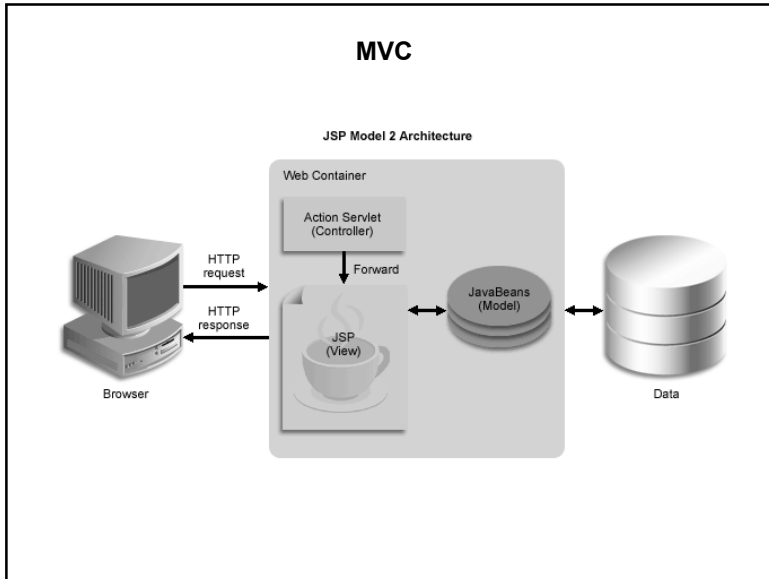 MVC
JSP Model 2 Architecture
Web Container
Action Servlet
(Controller)
HTTP
request
Forward
JavaBeans
(Model)
HTTP
response
JSP
(View)
Browser
Data